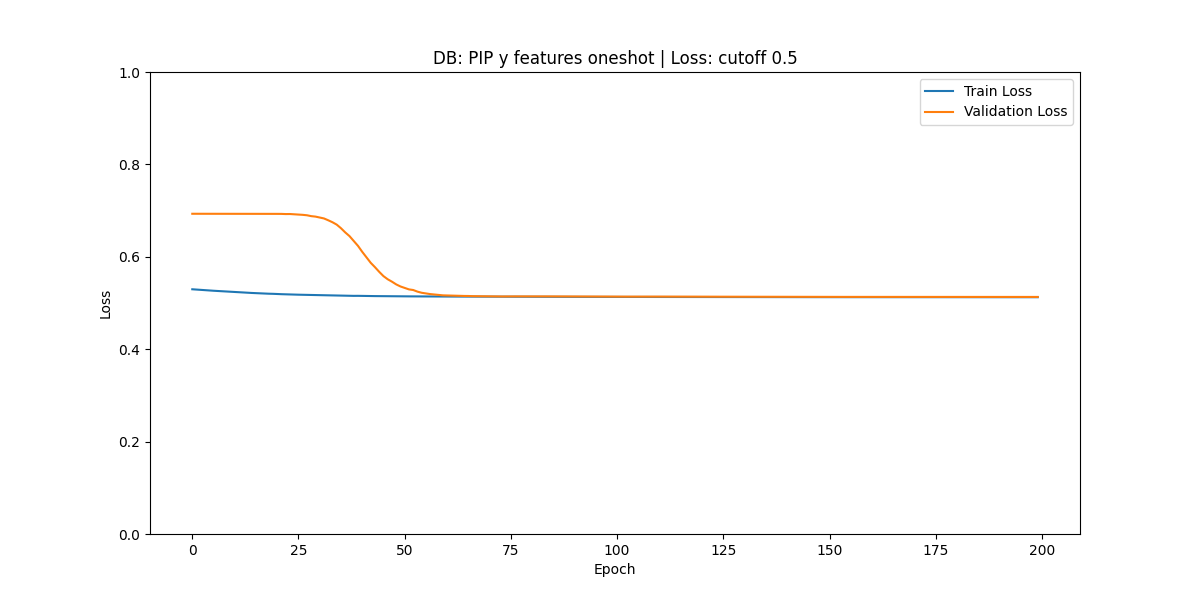 DB: PIP y features oneshot | Loss: cutoff 0.5
1.0
0.8
0.6
0.4
0.2
0.0
Loss
Train Loss
Validation Loss
0 25 50 75 100 125 150 175 200
Epoch